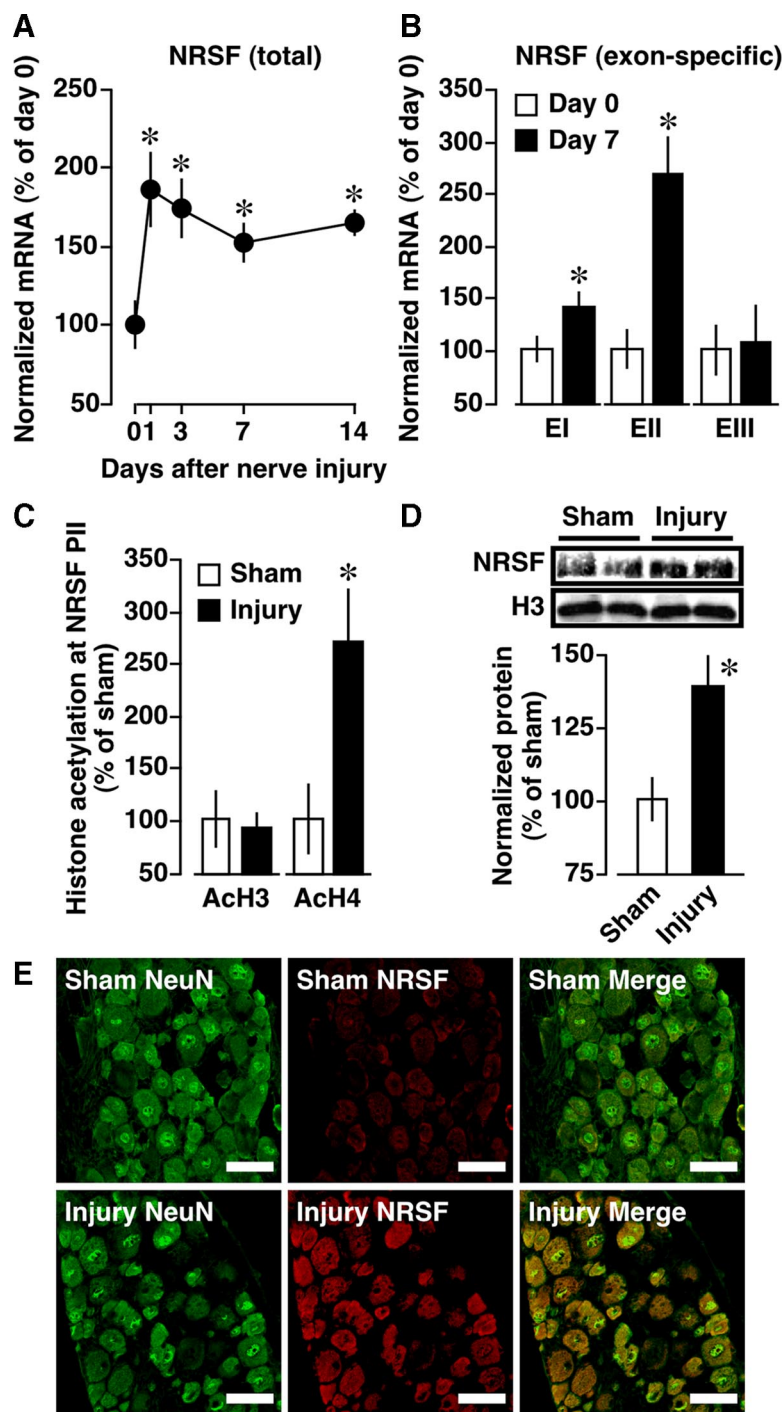 A
NRSF (total)
Normalized mRNA (% of day 0)
250
200
150
100
50
*
*
*
*
0 1 3 7 14
Days after nerve injury
B
NRSF (exon-specific)
Normalized mRNA (% of day 0)
350
300
250
200
150
100
50
Day 0
Day 7
*
*
EI EII EIII
C
Histone acetylation at NRSF PII
(% of sham)
350
300
250
200
150
100
50
Sham
Injury
*
AcH3 AcH4
D
Sham Injury
NRSF
H3
Normalized protein
(% of sham)
150
125
100
75
*
Sham
Injury
E
Sham NeuN
Sham NRSF
Sham Merge
Injury NeuN
Injury NRSF
Injury Merge